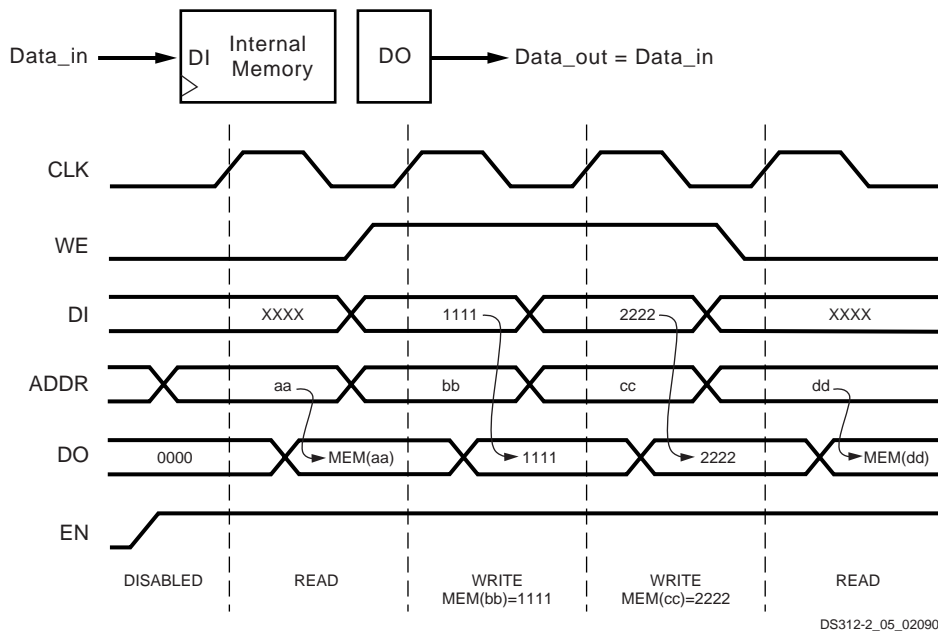 Data_in
DI
Internal
Memory
DO
Data_out = Data_in
CLK
WE
DI XXXX 1111 2222 XXXX
ADDR aa bb cc dd
DO 0000 MEM(aa) 1111 2222 MEM(dd)
EN
DISABLED READ WRITE WRITE READ
MEM(bb)=1111 MEM(cc)=2222
DS312-2_05_02090